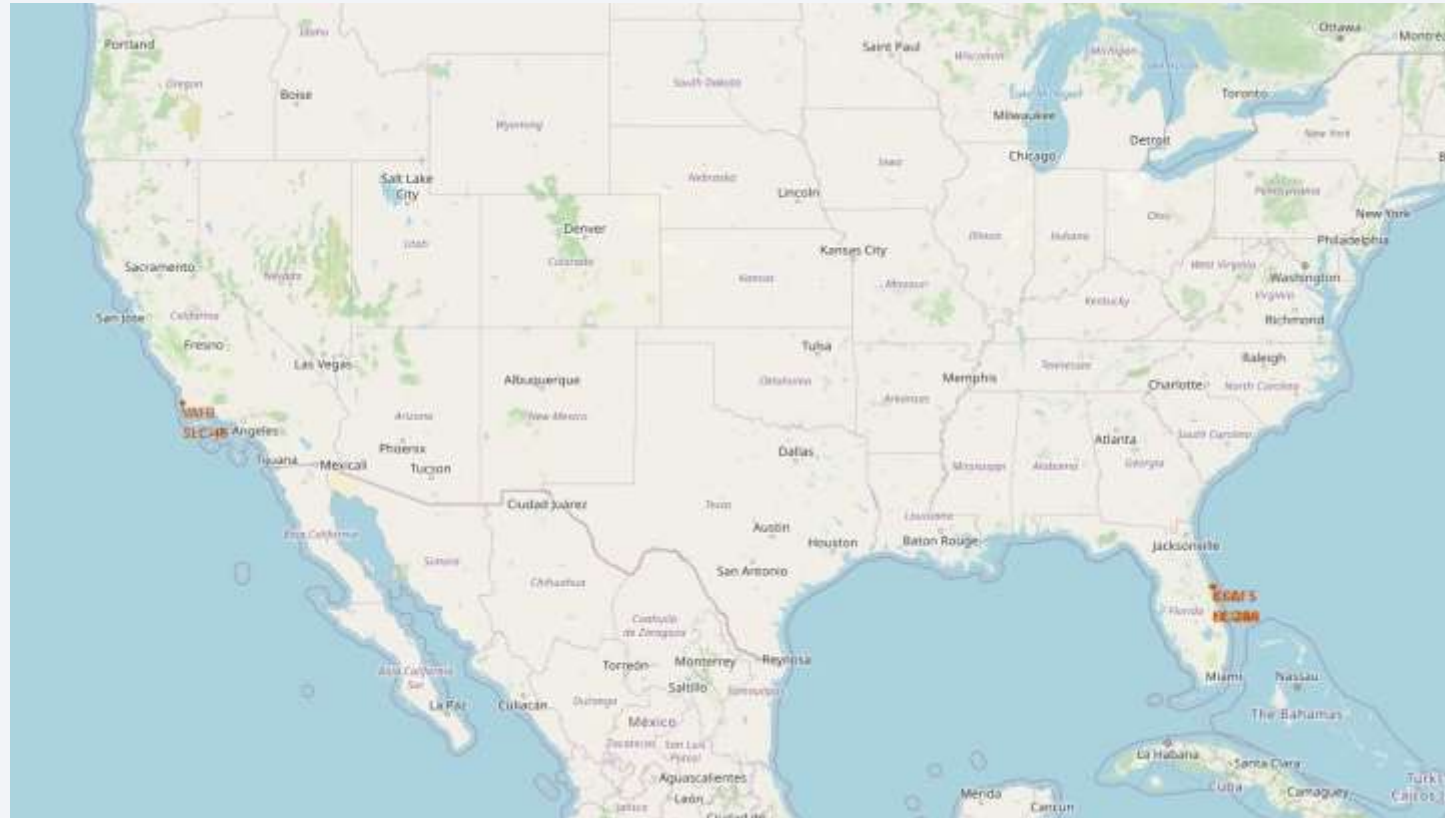 Portland
Idaho
Saint Paul
Wisconsin
Michigan
Ottawa
Oregon
Boise
South Dakota
Lake Michigan
Toronto
Wyoming
Milwaukee
Detroit
New York
Chicago
Iowa
Salt Lake
City
Nebraska
Lincoln
Pennsylvania
New York
Ohio
Denver
Utah
Illinois
Indiana
Philadelphia
Kansas City
Sacramento
Nevada
Colorado
Kansas
Missouri
West Virginia
Washington
Virginia
Kentucky
San Jose
California
Richmond
Fresno
Las Vegas
Tulsa
Raleigh
Albuquerque
Oklahoma
Memphis
Tennessee
Charlotte
North Carolina
Arizona
New Mexico
Arkansas
VAFB
SLC-4E
Angeles
Phoenix
Dallas
Atlanta
South Carolina
Tijuana
Mexicali
Tucson
Mississippi
Alabama
Georgia
Ciudad Juárez
Texas
Louisiana
Baja California
Austin
Houston
Baton Rouge
Jacksonville
Sonora
Chihuahua
San Antonio
Florida
Coahuila
de Zaragoza
Torreón
Monterrey
Reynosa
Baja California
Sur
Saltillo
Tamaulipas
Miami
Nassau
La Paz
Culiacán
Durango
México
The Bahamas
Zacatecas
San Luis
Potosí
La Habana
Santa Clara
Aguascalientes
Cuba
Camagüey
León
Jalisco
Mérida
Cancún